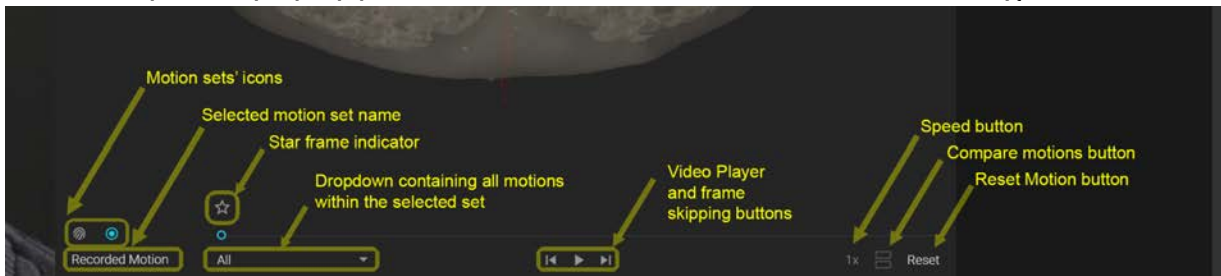 Motion sets' icons
Selected motion set name
Star frame indicator
Dropdown containing all motions
within the selected set
Video Player
and frame
skipping buttons
Speed button
Compare motions button
Reset Motion button
Recorded Motion
All
1x
Reset